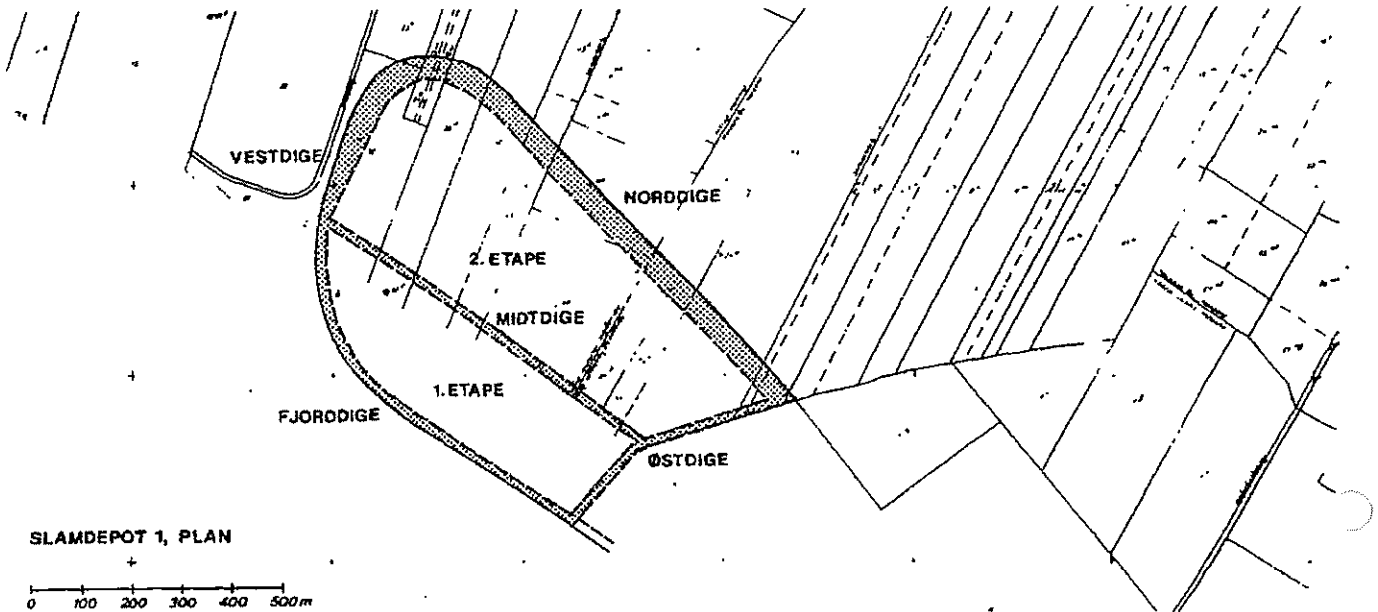 VESTDIGE
NORDDIGE
2. ETAPE
MIDTDIGE
1. ETAPE
FJORDDIGE
ØSTDIGE
SLAMDEPOT 1, PLAN
0 100 200 300 400 500 m